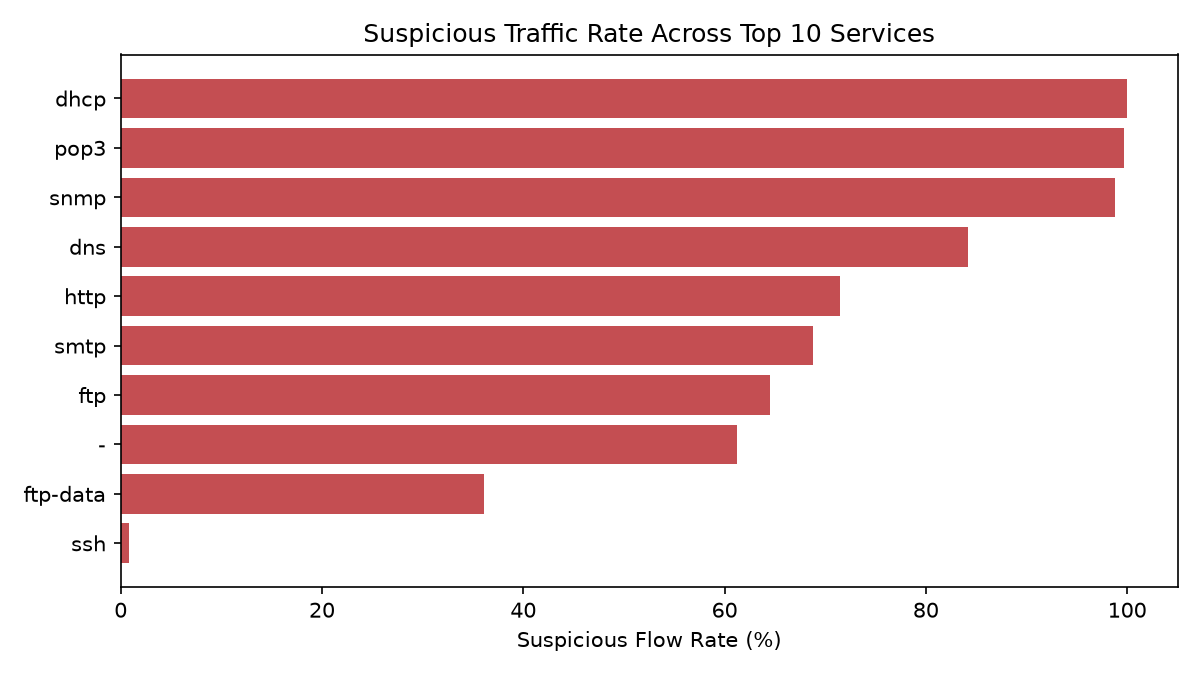 Suspicious Traffic Rate Across Top 10 Services
dhcp
pop3
snmp
dns
http
smtp
ftp
-
ftp-data
ssh
0 20 40 60 80 100
Suspicious Flow Rate (%)